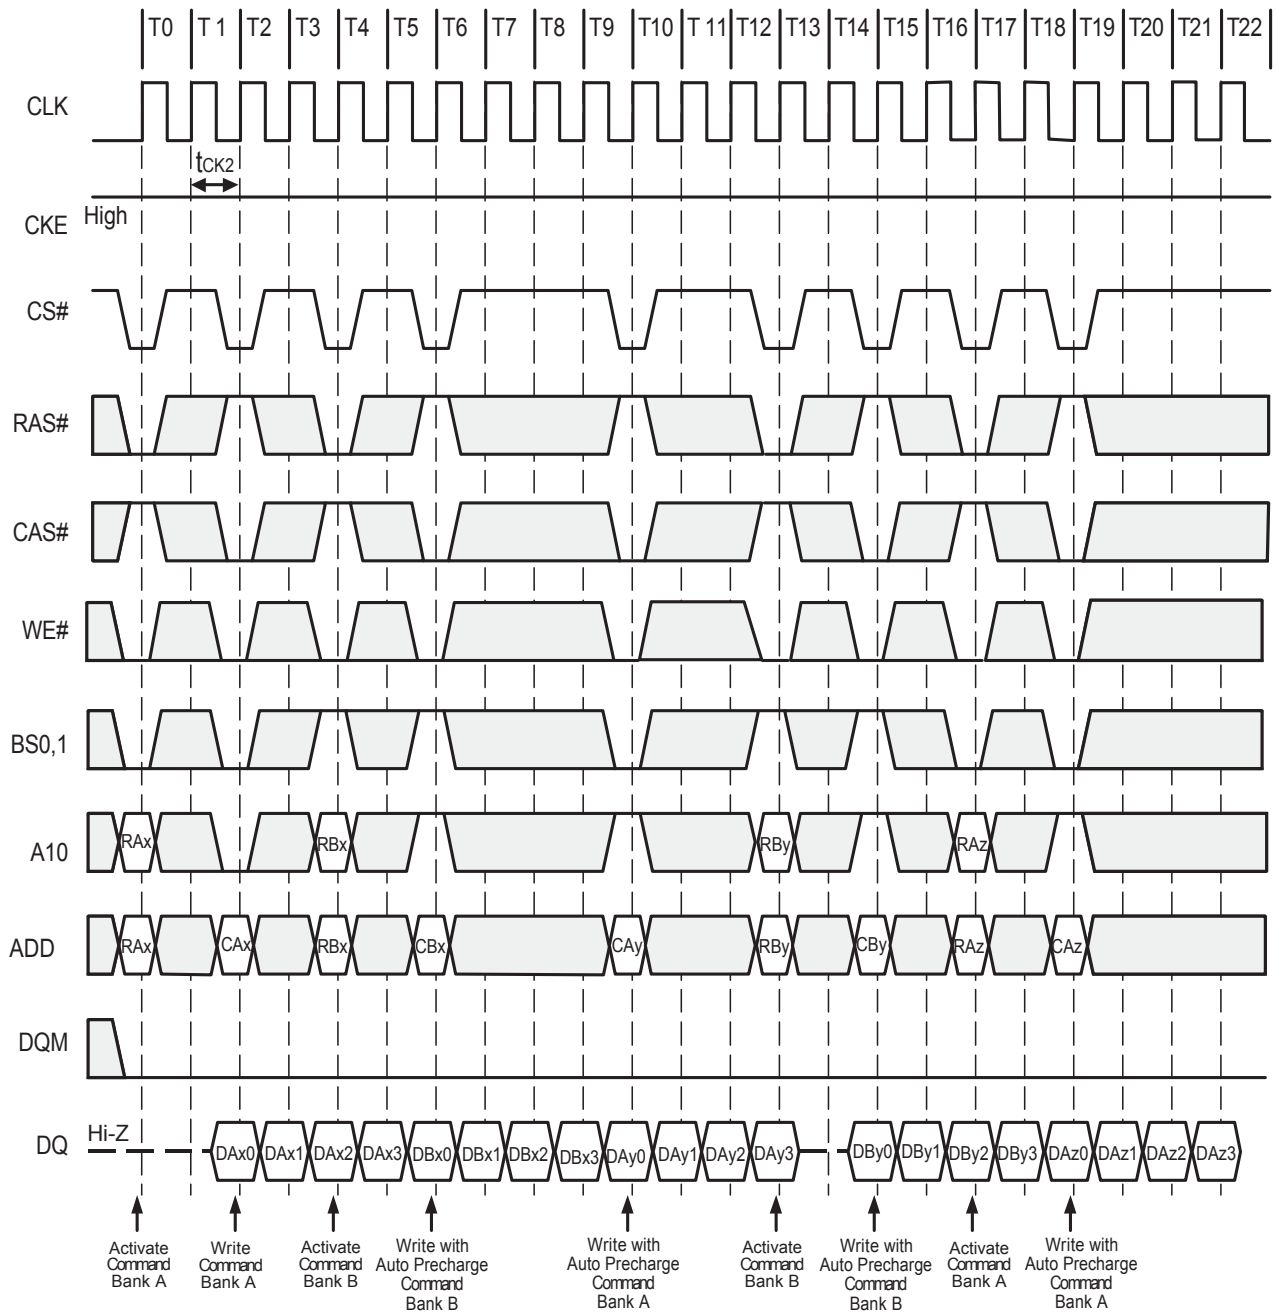 T0 T 1 T2 T3 T4 T5 T6 T7 T8 T9 T10 T 11 T12 T13 T14 T15 T16 T17 T18 T19 T20 T21 T22
CLK
tCK2
CKE High
CS#
RAS#
CAS#
WE#
BS0,1
A10 RAx RBx RBy RAz
ADD RAx CAx RBx CBx CAy RBy CBy RAz CAz
DQM
DQ Hi-Z DAx0 DAx1 DAx2 DAx3 DBx0 DBx1 DBx2 DBx3 DAy0 DAy1 DAy2 DAy3 DBy0 DBy1 DBy2 DBy3 DAz0 DAz1 DAz2 DAz3
Activate
Command
Bank A
Write
Command
Bank A
Activate
Command
Bank B
Write with
Auto Precharge
Command
Bank B
Write with
Auto Precharge
Command
Bank A
Activate
Command
Bank B
Write with
Auto Precharge
Command
Bank B
Activate
Command
Bank A
Write with
Auto Precharge
Command
Bank A